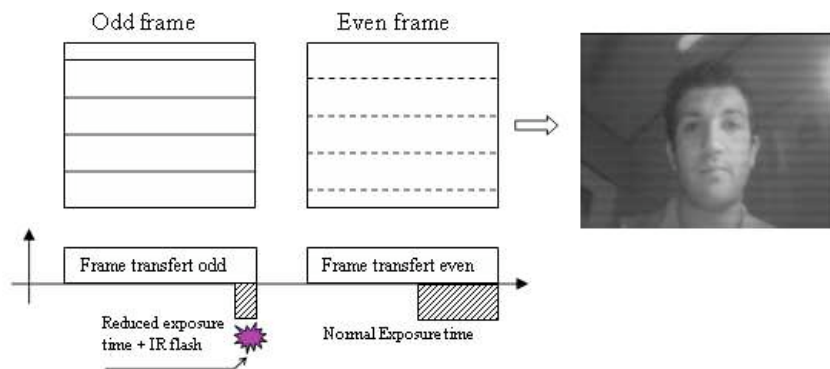 Odd frame
Even frame
Frame transfert odd
Frame transfert even
Reduced exposure
time + IR flash
Normal Exposure time